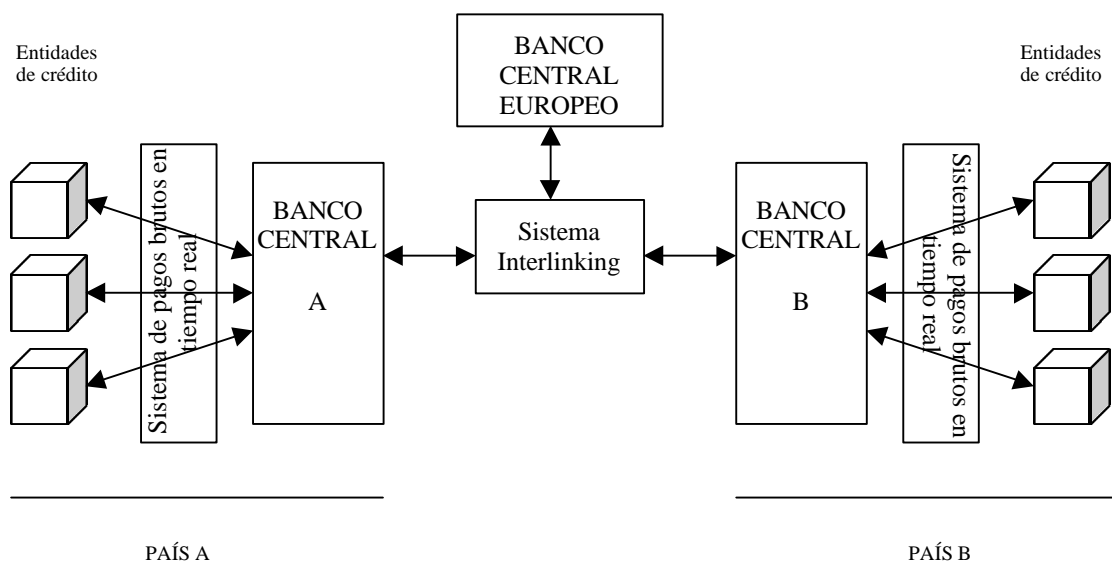 Entidades
de crédito
BANCO
CENTRAL
EUROPEO
Entidades
de crédito
Sistema de pagos brutos en
tiempo real
BANCO
CENTRAL
A
Sistema
Interlinking
BANCO
CENTRAL
B
Sistema de pagos brutos en
tiempo real
PAÍS A
PAÍS B